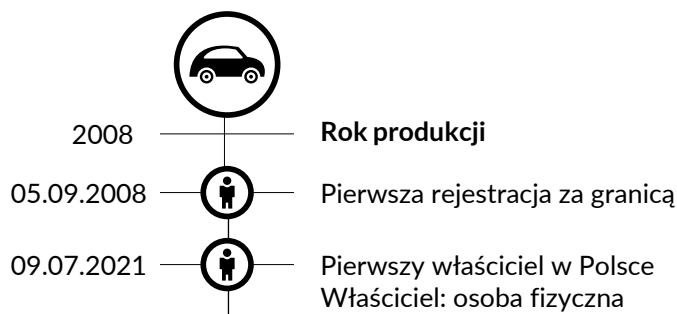 2008 Rok produkcji
05.09.2008 Pierwsza rejestracja za granicą
09.07.2021 Pierwszy właściciel w Polsce
Właściciel: osoba fizyczna